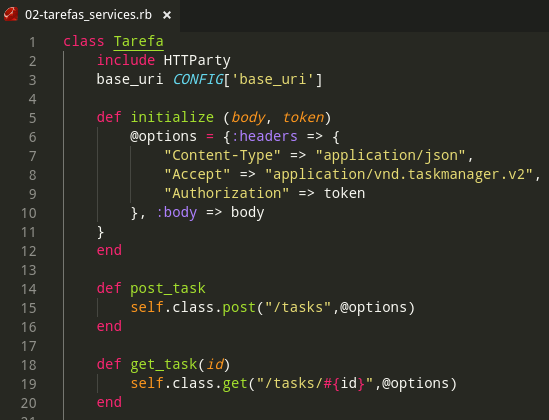 02-tarefas_services.rb ×
1 class Tarefa
2     include HTTParty
3     base_uri CONFIG['base_uri']
4
5     def initialize (body, token)
6         @options = {:headers => {
7             "Content-Type" => "application/json",
8             "Accept" => "application/vnd.taskmanager.v2",
9             "Authorization" => token
10         }, :body => body
11     }
12     end
13
14     def post_task
15         self.class.post("/tasks",@options)
16     end
17
18     def get_task(id)
19         self.class.get("/tasks/#{id}",@options)
20     end